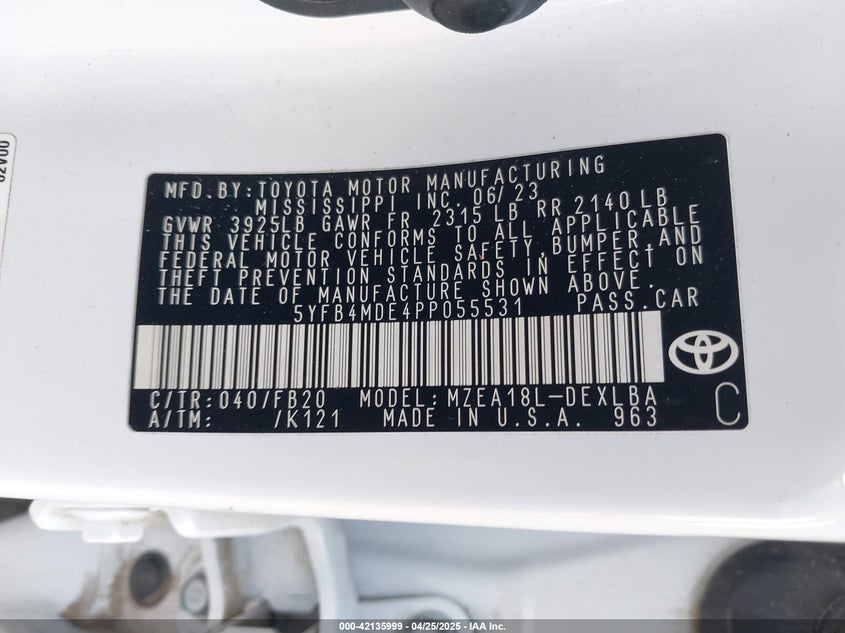 MFD. BY: TOYOTA MOTOR MANUFACTURING
MISSISSIPPI INC. 06/23
GVWR 3925LB GAWR FR 2315 LB RR 2140 LB
THIS VEHICLE CONFORMS TO ALL APPLICABLE
FEDERAL MOTOR VEHICLE SAFETY, BUMPER, AND
THEFT PREVENTION STANDARDS IN EFFECT ON
THE DATE OF MANUFACTURE SHOWN ABOVE.
5YFB4MDE4PP055531 PASS.CAR
C/TR: 040/FB20 MODEL: MZEA18L-DEXLBA
A/TM: /K121 MADE IN U.S.A. 963
C
02V00
000-42135999 | 04/25/2025 - IAA Inc.